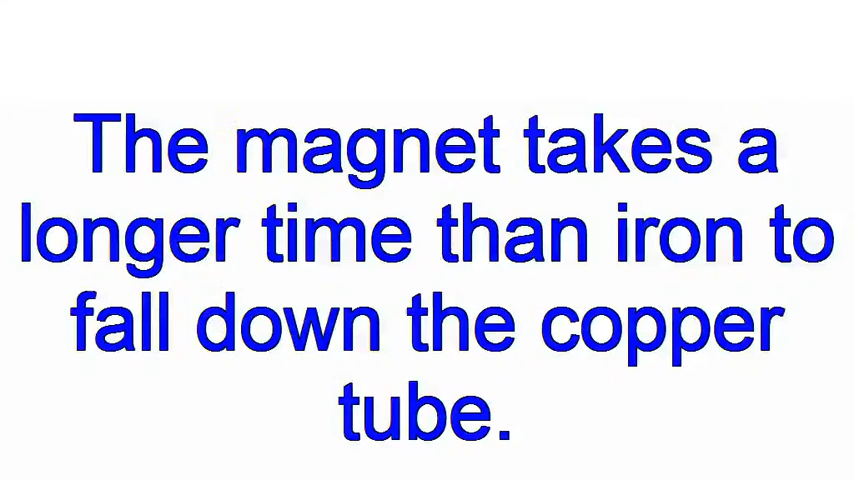 The magnet takes a
longer time than iron to
fall down the copper
tube.